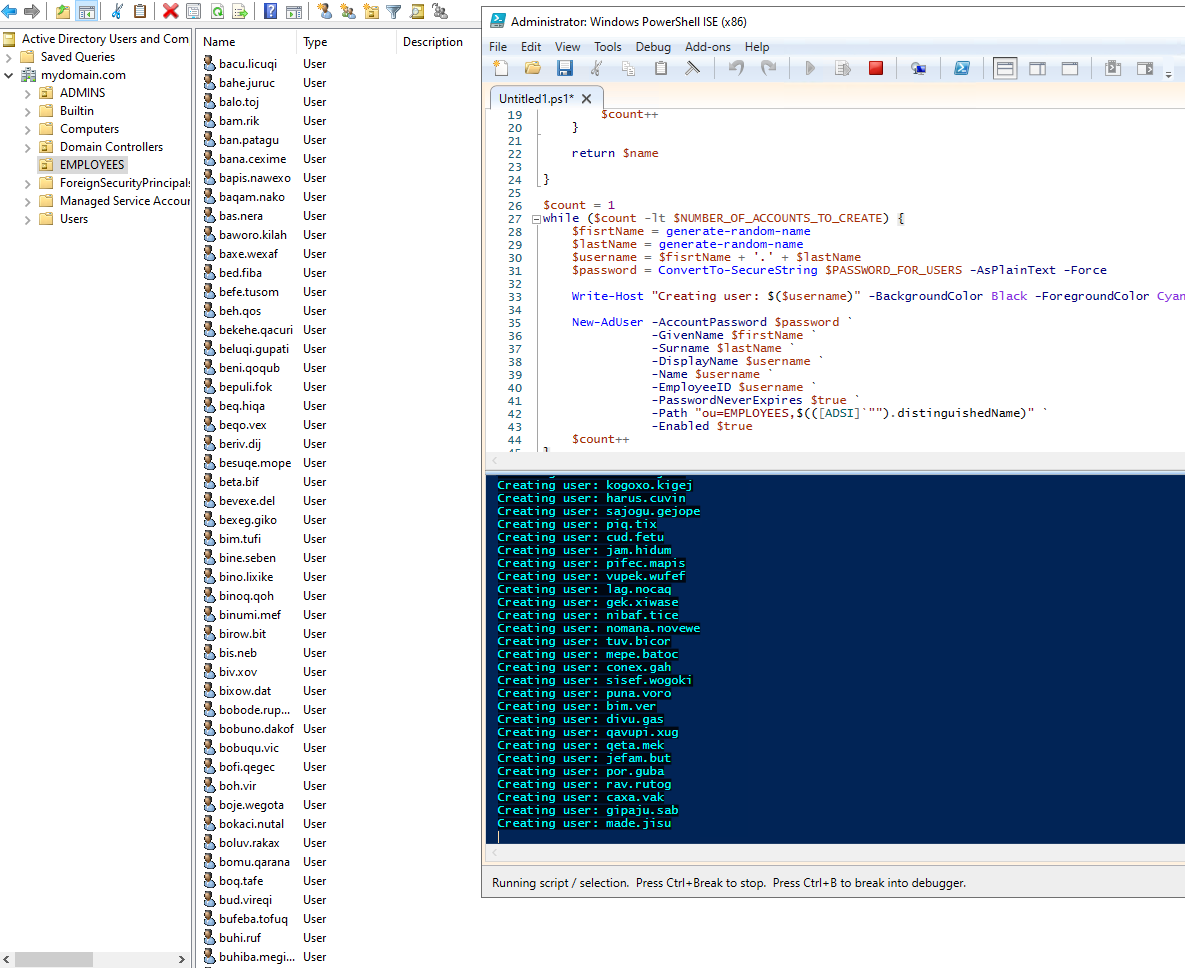 Active Directory Users and Com
Saved Queries
mydomain.com
ADMINS
Builtin
Computers
Domain Controllers
EMPLOYEES
ForeignSecurityPrincipals
Managed Service Accour
Users
Name Type Description
bacu.licuqi User
bahe.juruc User
balo.toj User
bam.rik User
ban.patagu User
bana.cexime User
bapis.nawexo User
baqam.nako User
bas.nera User
baworo.kilah User
baxe.wexaf User
bed.fiba User
befe.tusom User
beh.qos User
bekehe.qacuri User
beluqi.gupati User
beni.qoqub User
bepuli.fok User
beq.hiqa User
beqo.vex User
beriv.dij User
besuqe.mope User
beta.bif User
bevexe.del User
bexeg.giko User
bim.tufi User
bine.seben User
bino.lixike User
binoq.qoh User
binumi.mef User
birow.bit User
bis.neb User
biv.xov User
bixow.dat User
bobode.rup... User
bobuno.dakof User
bobuqu.vic User
bofi.qegec User
boh.vir User
boje.wegota User
bokaci.nutal User
boluv.rakax User
bomu.qarana User
boq.tafe User
bud.vireqi User
bufeba.tofuq User
buhi.ruf User
buhiba.megi... User
Administrator: Windows PowerShell ISE (x86)
File Edit View Tools Debug Add-ons Help
Untitled1.ps1* X
19 $count++
20 }
21
22 return $name
23
24 }
25
26 $count = 1
27 while ($count -lt $NUMBER_OF_ACCOUNTS_TO_CREATE) {
28 $fisrtName = generate-random-name
29 $lastName = generate-random-name
30 $username = $fisrtName + '.' + $lastName
31 $password = ConvertTo-SecureString $PASSWORD_FOR_USERS -AsPlainText -Force
32
33 Write-Host "Creating user: $($username)" -BackgroundColor Black -ForegroundColor Cyan
34
35 New-AdUser -AccountPassword $password `
36 -GivenName $firstName `
37 -Surname $lastName `
38 -DisplayName $username `
39 -Name $username `
40 -EmployeeID $username `
41 -PasswordNeverExpires $true `
42 -Path "ou=EMPLOYEES,$(([ADSI]`"").distinguishedName)" `
43 -Enabled $true
44 $count++
45 }
Creating user: kogoxo.kigej
Creating user: harus.cuvin
Creating user: sajogu.gejope
Creating user: piq.tix
Creating user: cud.fetu
Creating user: jam.hidum
Creating user: pifec.mapis
Creating user: vupek.wufef
Creating user: lag.nocaq
Creating user: gek.xiwase
Creating user: nibaf.tice
Creating user: nomana.novewe
Creating user: tuv.bicor
Creating user: mepe.batoc
Creating user: conex.gah
Creating user: sisef.wogoki
Creating user: puna.voro
Creating user: bim.ver
Creating user: divu.gas
Creating user: qavupi.xug
Creating user: qeta.mek
Creating user: jefam.but
Creating user: por.guba
Creating user: rav.rutog
Creating user: caxa.vak
Creating user: gipaju.sab
Creating user: made.jisu
Running script / selection. Press Ctrl+Break to stop. Press Ctrl+B to break into debugger.